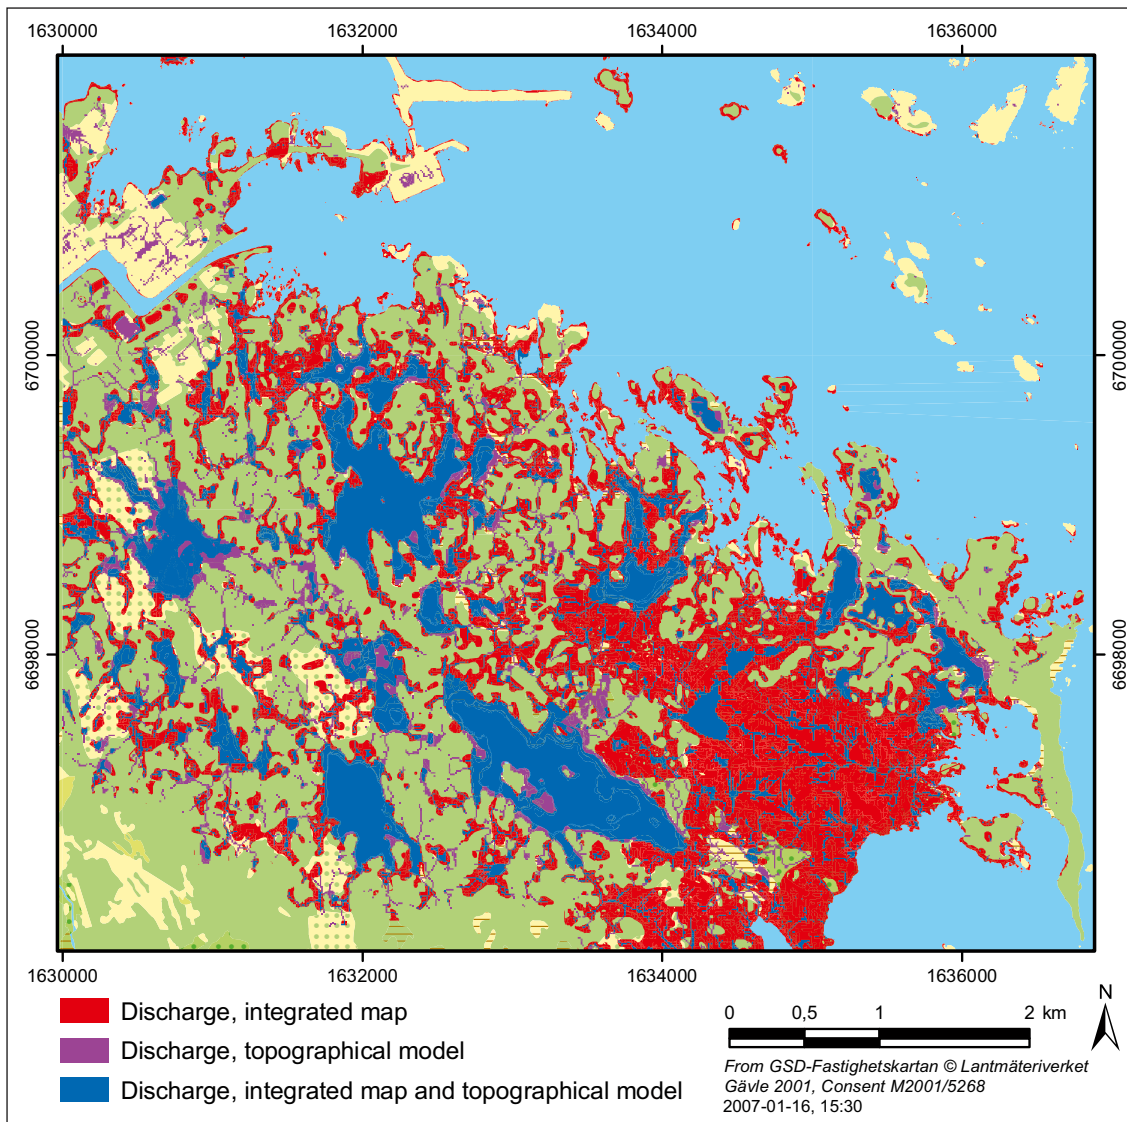 1630000 1632000 1634000 1636000
6700000 6700000
6698000 6698000
1630000 1632000 1634000 1636000
Discharge, integrated map
Discharge, topographical model
Discharge, integrated map and topographical model
0 0,5 1 2 km
N
From GSD-Fastighetskartan © Lantmäteriverket
Gävle 2001, Consent M2001/5268
2007-01-16, 15:30